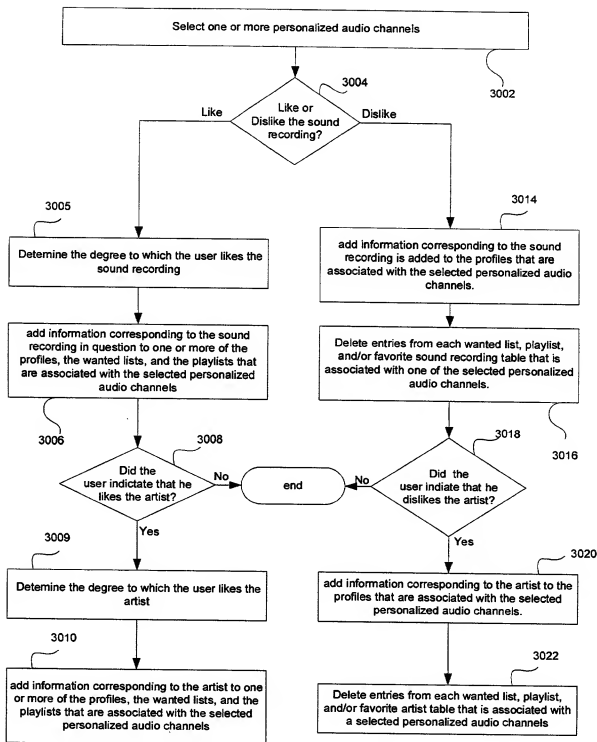 Select one or more personalized audio channels
3002
3004
Like or
Dislike the sound
recording?
Like
Dislike
3005
Detemine the degree to which the user likes the
sound recording
add information corresponding to the sound
recording in question to one or more of the
profiles, the wanted lists, and the playlists that
are associated with the selected personalized
audio channels
3006
3008
Did the
user indictate that he
likes the artist?
No
Yes
end
3009
Detemine the degree to which the user likes the
artist
3010
add information corresponding to the artist to one
or more of the profiles, the wanted lists, and the
playlists that are associated with the selected
personalized audio channels
3014
add information corresponding to the sound
recording is added to the profiles that are
associated with the selected personalized audio
channels.
Delete entries from each wanted list, playlist,
and/or favorite sound recording table that is
associated with one of the selected personalized
audio channels.
3016
3018
Did the
user indiate that he
dislikes the artist?
No
Yes
3020
add information corresponding to the artist to the
profiles that are associated with the selected
personalized audio channels.
3022
Delete entries from each wanted list, playlist,
and/or favorite artist table that is associated with
a selected personalized audio channels